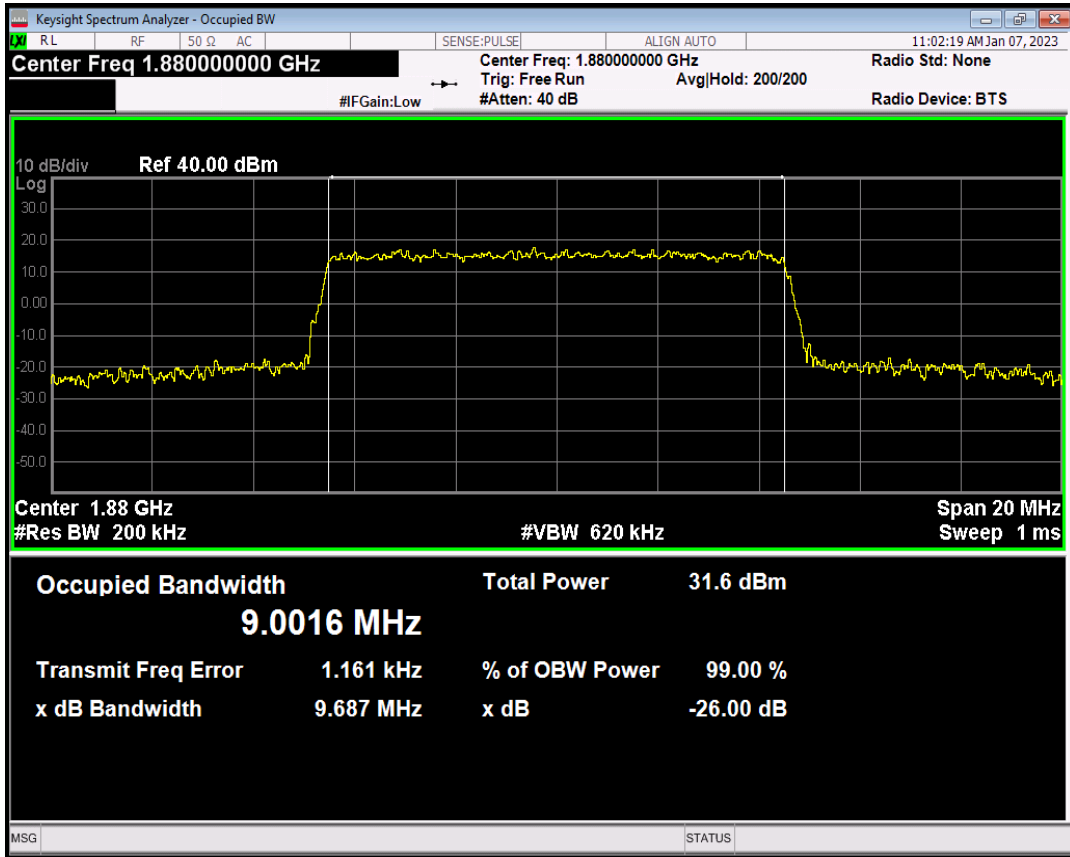 Keysight Spectrum Analyzer - Occupied BW
LXI RL RF 50 Ω AC SENSE:PULSE ALIGN AUTO 11:02:19 AM Jan 07, 2023
Center Freq 1.880000000 GHz Center Freq: 1.880000000 GHz Radio Std: None
Trig: Free Run Avg|Hold: 200/200
#IFGain:Low #Atten: 40 dB Radio Device: BTS
10 dB/div Ref 40.00 dBm
Log
30.0
20.0
10.0
0.00
-10.0
-20.0
-30.0
-40.0
-50.0
Center 1.88 GHz Span 20 MHz
#Res BW 200 kHz #VBW 620 kHz Sweep 1 ms
Occupied Bandwidth Total Power 31.6 dBm
9.0016 MHz
Transmit Freq Error 1.161 kHz % of OBW Power 99.00 %
x dB Bandwidth 9.687 MHz x dB -26.00 dB
MSG STATUS